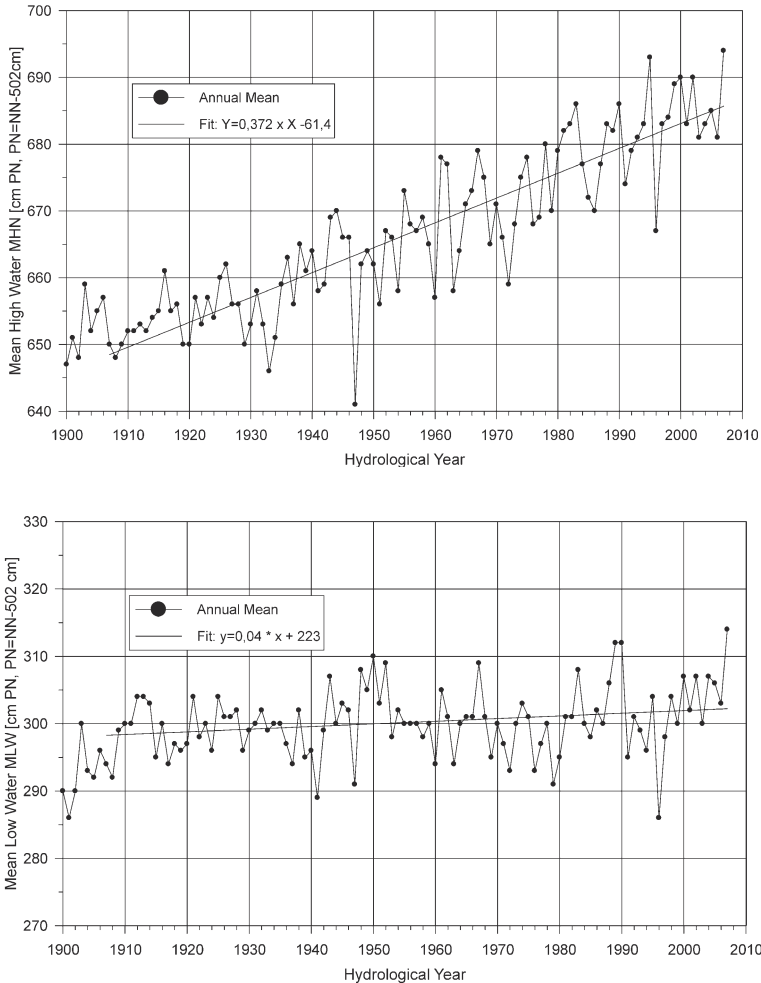 700
690
680
670
660
650
640
Mean High Water MHN [cm PN, PN=NN-502cm]
Annual Mean
Fit: Y=0,372 x X -61,4
1900 1910 1920 1930 1940 1950 1960 1970 1980 1990 2000 2010
Hydrological Year
330
320
310
300
290
280
270
Mean Low Water MLW [cm PN, PN=NN-502 cm]
Annual Mean
Fit: y=0,04 * x + 223
1900 1910 1920 1930 1940 1950 1960 1970 1980 1990 2000 2010
Hydrological Year